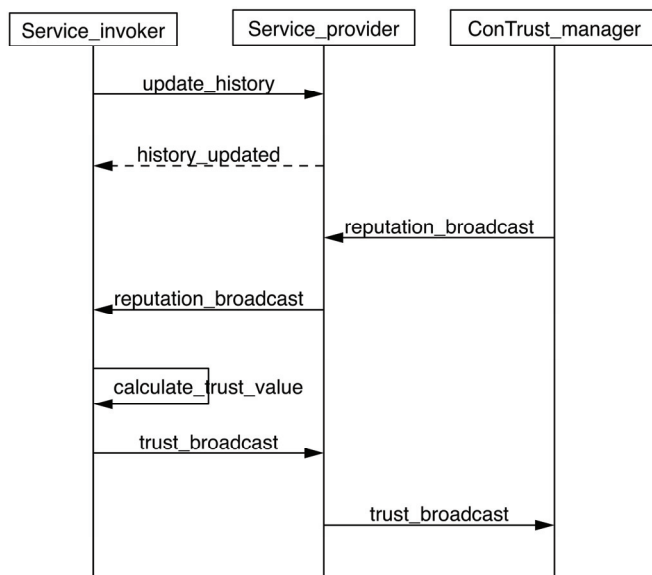 Service_invoker
Service_provider
ConTrust_manager
update_history
history_updated
reputation_broadcast
reputation_broadcast
calculate_trust_value
trust_broadcast
trust_broadcast